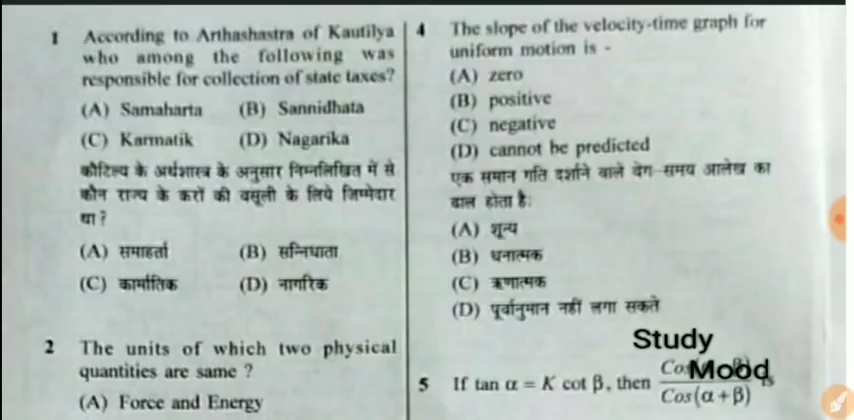 1 According to Arthashastra of Kautilya
who among the following was
responsible for collection of state taxes?
(A) Samaharta (B) Sannidhata
(C) Karmatik (D) Nagarika
कौटिल्य के अर्थशास्त्र के अनुसार निम्नलिखित में से
कौन राज्य के करों की वसूली के लिये जिम्मेदार
था ?
(A) समाहर्ता (B) सन्निधाता
(C) कार्मातिक (D) नागरिक
2 The units of which two physical
quantities are same ?
(A) Force and Energy
4 The slope of the velocity-time graph for
uniform motion is -
(A) zero
(B) positive
(C) negative
(D) cannot be predicted
एक समान गति दर्शाने वाले वेग-समय आलेख का
ढाल होता है:
(A) शून्य
(B) धनात्मक
(C) ऋणात्मक
(D) पूर्वानुमान नहीं लगा सकते
Study
Mood
5 If tan α = K cot β, then
Cos(α+β)